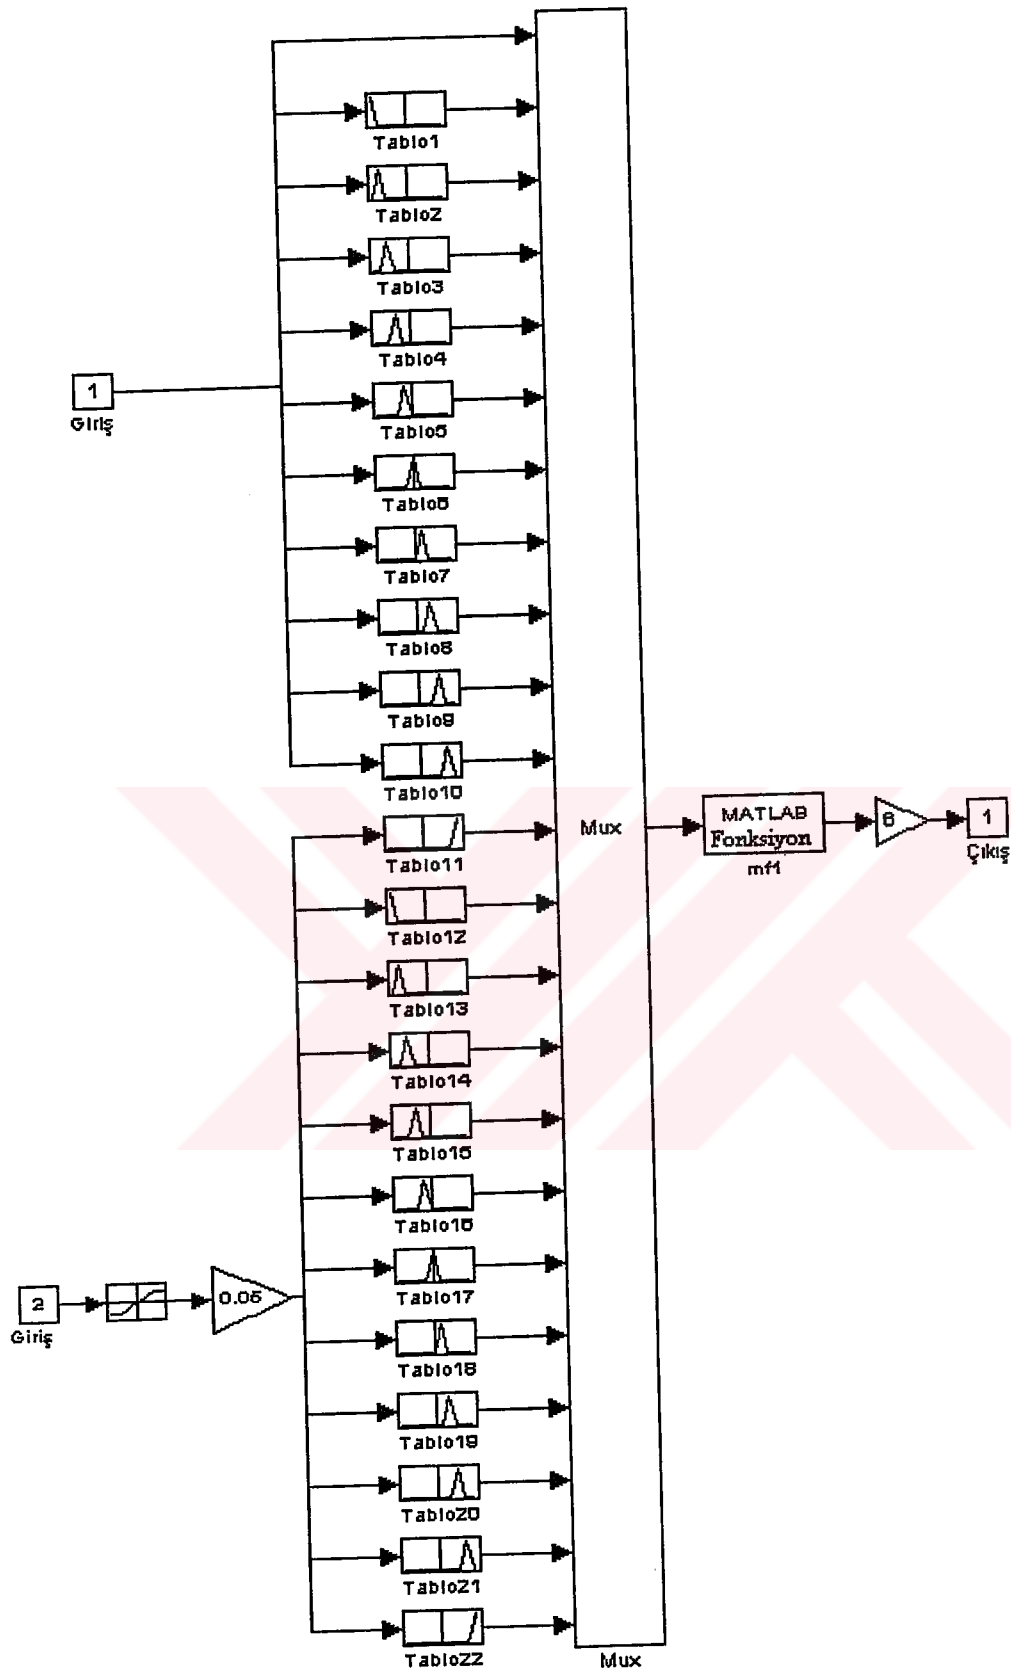 Tablo1
Tablo2
Tablo3
Tablo4
1
Giriş
Tablo5
Tablo6
Tablo7
Tablo8
Tablo9
Tablo10
Tablo11
Mux
MATLAB
Fonksiyon
mf1
6
1
Çıkış
Tablo12
Tablo13
Tablo14
Tablo15
Tablo16
Tablo17
2
Giriş
0.05
Tablo18
Tablo19
Tablo20
Tablo21
Tablo22
Mux